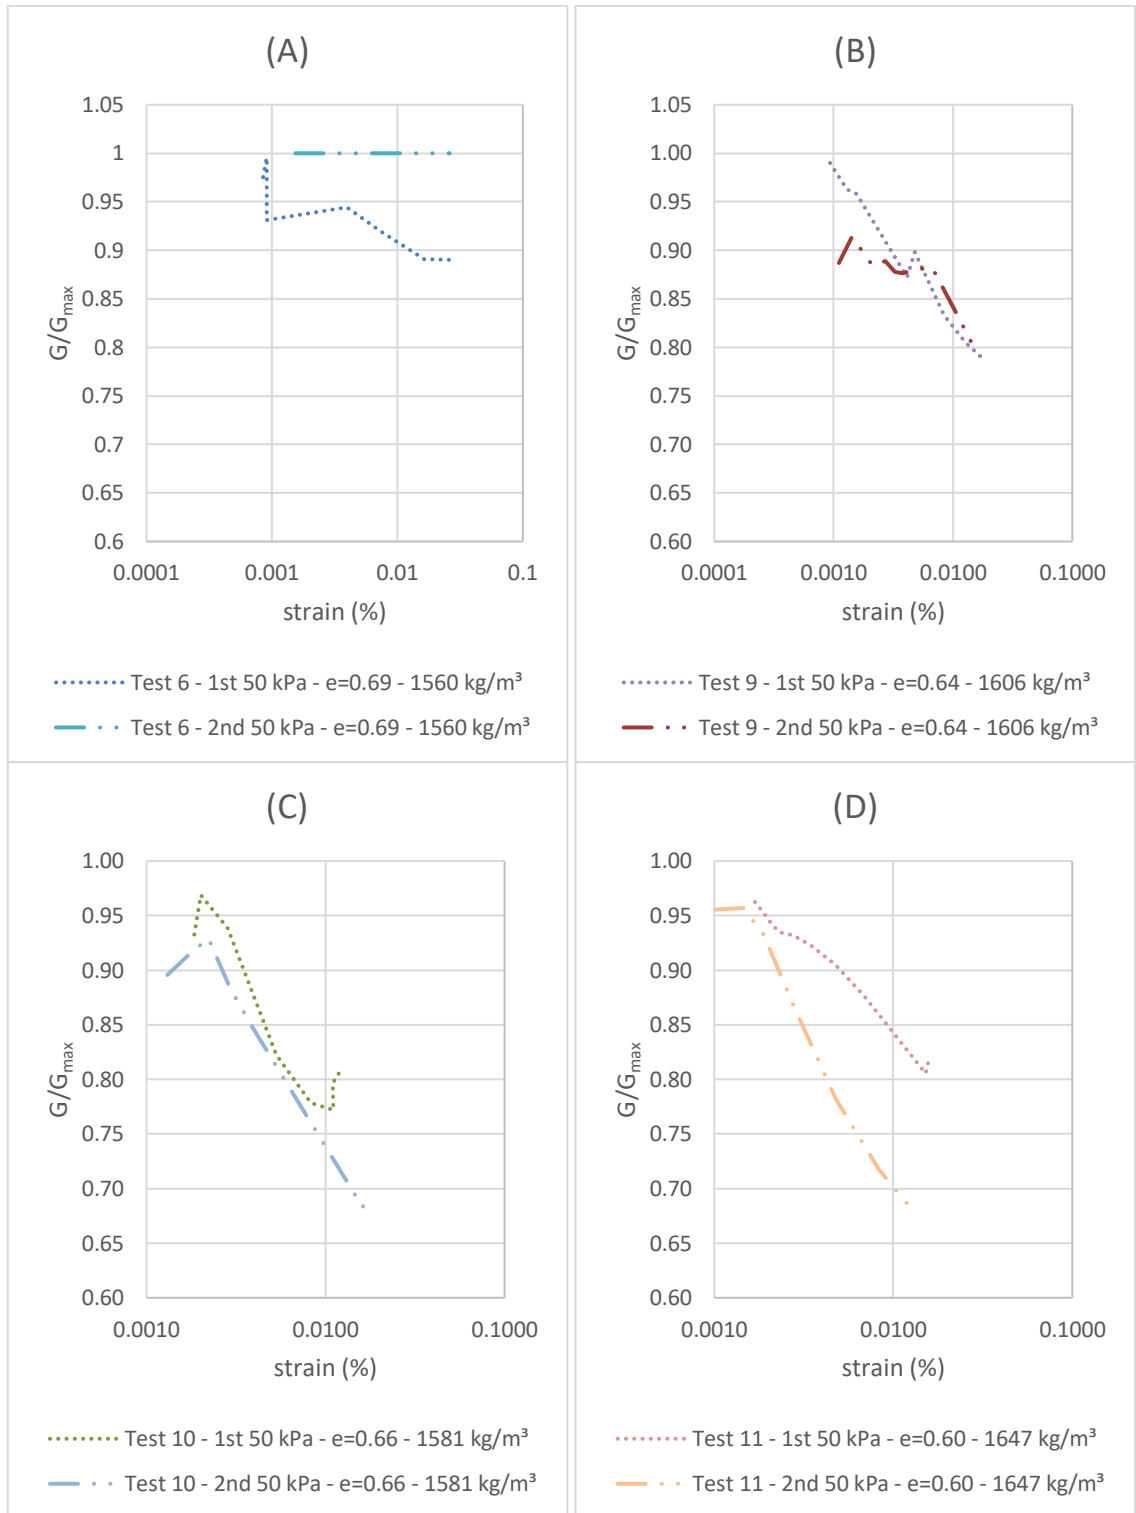 (A)
1.05
1
0.95
0.9
0.85
0.8
0.75
0.7
0.65
0.6
G/Gmax
0.0001 0.001 0.01 0.1
strain (%)
Test 6 - 1st 50 kPa - e=0.69 - 1560 kg/m³
Test 6 - 2nd 50 kPa - e=0.69 - 1560 kg/m³
(B)
1.05
1.00
0.95
0.90
0.85
0.80
0.75
0.70
0.65
0.60
G/Gmax
0.0001 0.0010 0.0100 0.1000
strain (%)
Test 9 - 1st 50 kPa - e=0.64 - 1606 kg/m³
Test 9 - 2nd 50 kPa - e=0.64 - 1606 kg/m³
(C)
1.00
0.95
0.90
0.85
0.80
0.75
0.70
0.65
0.60
G/Gmax
0.0010 0.0100 0.1000
strain (%)
Test 10 - 1st 50 kPa - e=0.66 - 1581 kg/m³
Test 10 - 2nd 50 kPa - e=0.66 - 1581 kg/m³
(D)
1.00
0.95
0.90
0.85
0.80
0.75
0.70
0.65
0.60
G/Gmax
0.0010 0.0100 0.1000
strain (%)
Test 11 - 1st 50 kPa - e=0.60 - 1647 kg/m³
Test 11 - 2nd 50 kPa - e=0.60 - 1647 kg/m³